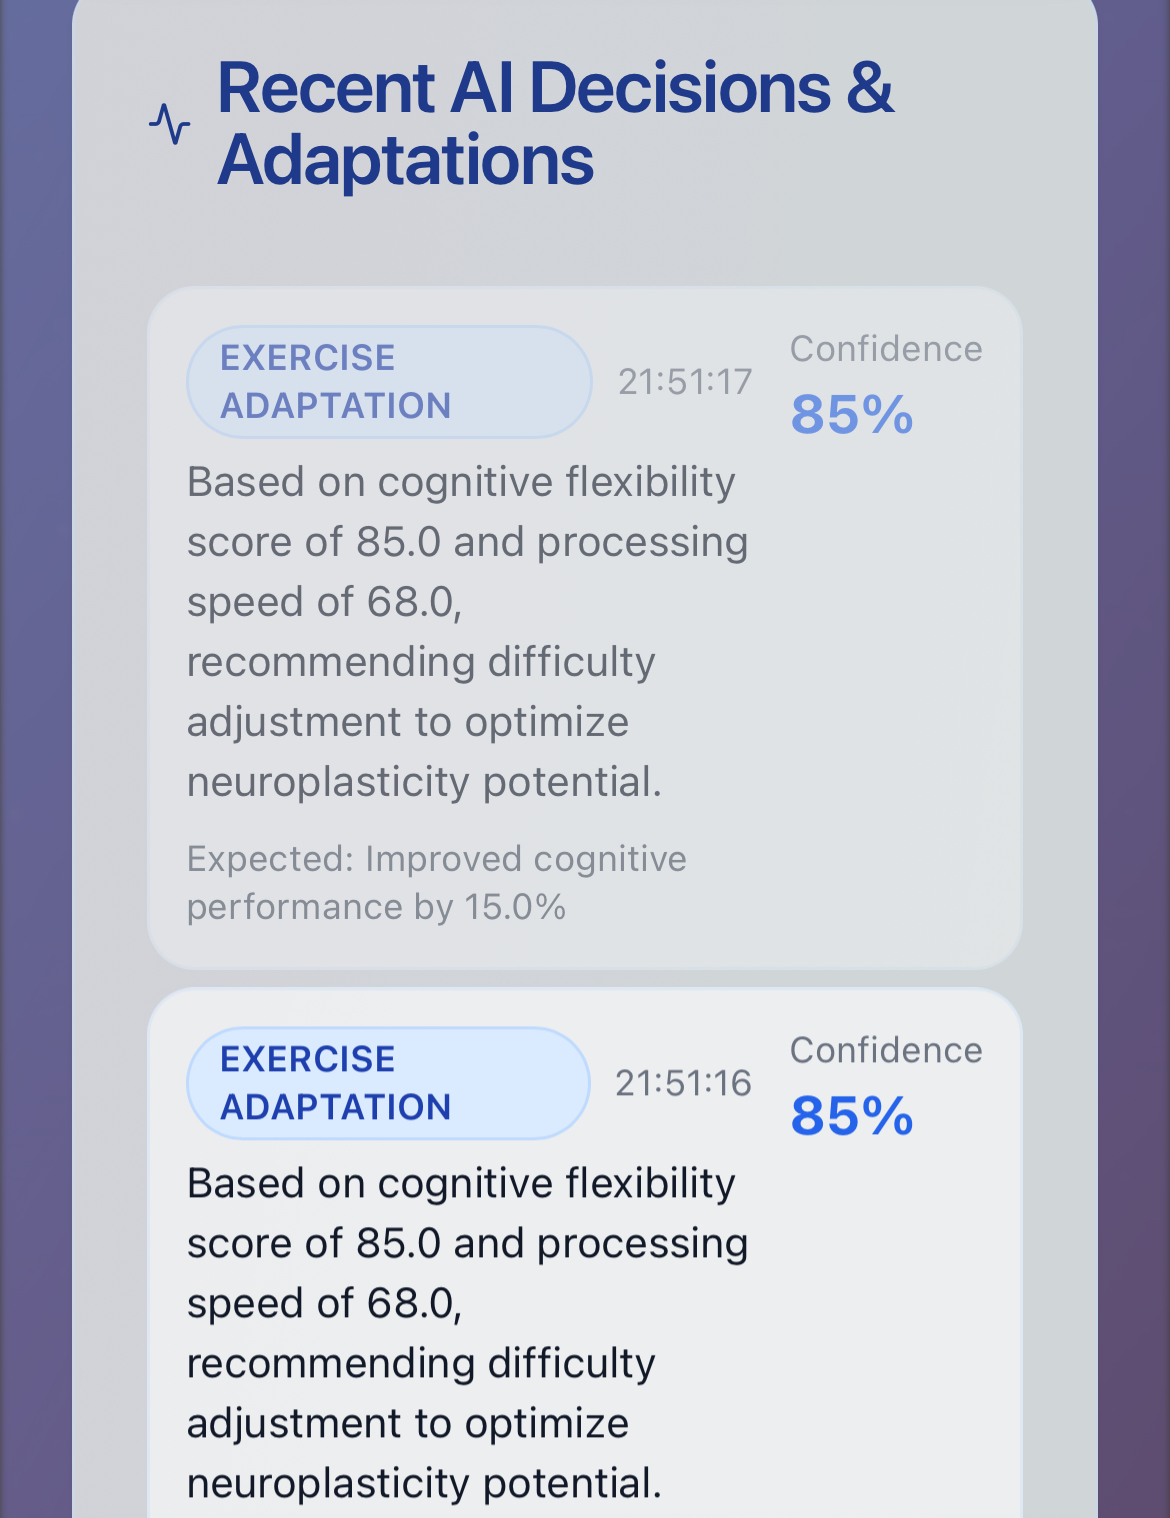 Recent AI Decisions &
Adaptations
EXERCISE
ADAPTATION
21:51:17
Confidence
85%
Based on cognitive flexibility
score of 85.0 and processing
speed of 68.0,
recommending difficulty
adjustment to optimize
neuroplasticity potential.
Expected: Improved cognitive
performance by 15.0%
EXERCISE
ADAPTATION
21:51:16
Confidence
85%
Based on cognitive flexibility
score of 85.0 and processing
speed of 68.0,
recommending difficulty
adjustment to optimize
neuroplasticity potential.